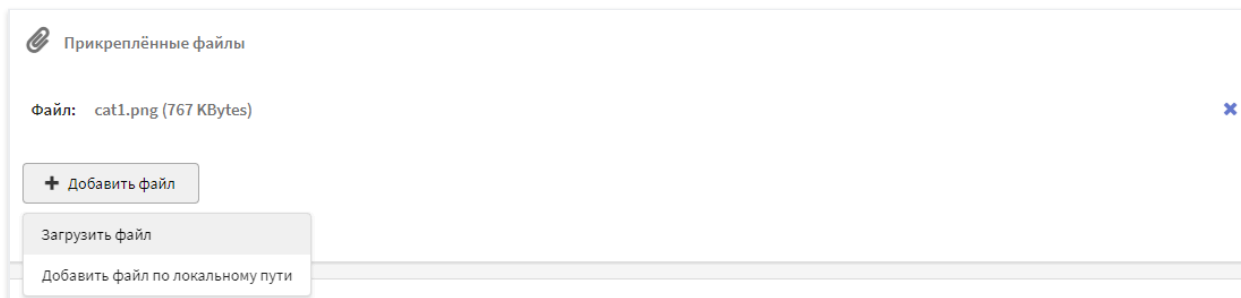 Прикреплённые файлы
Файл: cat1.png (767 KBytes)
Добавить файл
Загрузить файл
Добавить файл по локальному пути